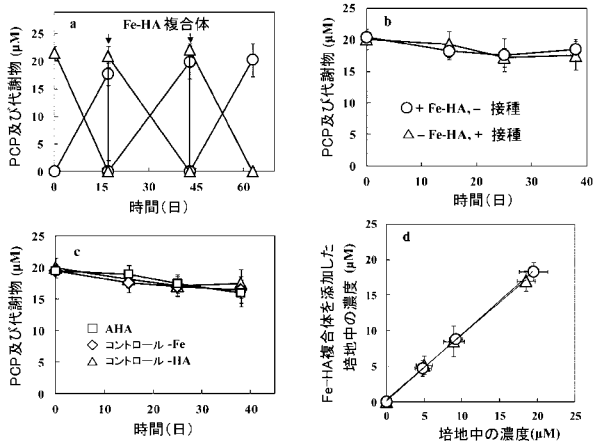 a
Fe-HA 複合体
PCP及び代謝物 (μM)
25
20
15
10
5
0
0
15
30
45
60
時間(日)
b
PCP及び代謝物 (μM)
25
20
15
10
5
0
+ Fe-HA, - 接種
- Fe-HA, + 接種
0
10
20
30
40
時間(日)
c
PCP及び代謝物 (μM)
25
20
15
10
5
0
AHA
コントロール -Fe
コントロール -HA
0
10
20
30
40
時間(日)
d
Fe-HA複合体を添加した
培地中の濃度 (μM)
25
20
15
10
5
0
0
5
10
15
20
25
培地中の濃度(μM)